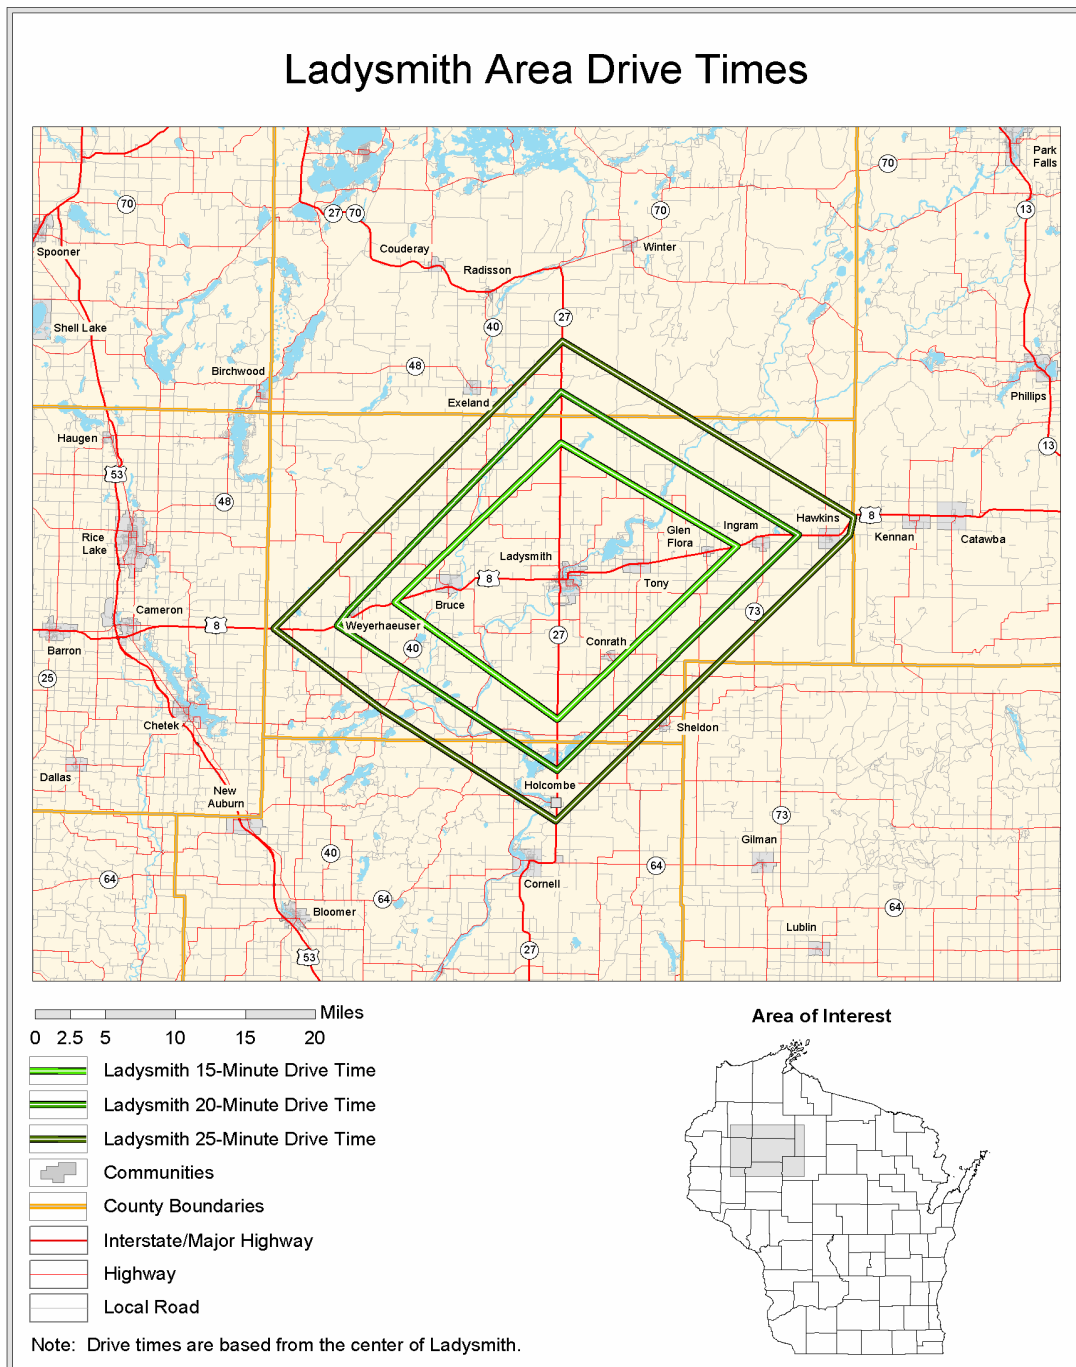 Ladysmith Area Drive Times
Park
Falls
70
13
70
27 70
70
Spooner
Couderay
Winter
Radisson
Shell Lake
40
27
Birchwood
48
Exeland
Phillips
Haugen
13
53
48
Rice
Lake
Ladysmith
Glen
Flora
Ingram
Hawkins
8
Kennan
Catawba
8
Tony
Bruce
Cameron
8
Weyerhaeuser
73
Barron
40
27
Conrath
25
Chetek
Sheldon
Dallas
New
Auburn
Holcombe
73
Gilman
40
64
64
Cornell
64
64
Bloomer
Lublin
27
53
Miles
0 2.5 5 10 15 20
Ladysmith 15-Minute Drive Time
Ladysmith 20-Minute Drive Time
Ladysmith 25-Minute Drive Time
Communities
County Boundaries
Interstate/Major Highway
Highway
Local Road
Note: Drive times are based from the center of Ladysmith.
Area of Interest